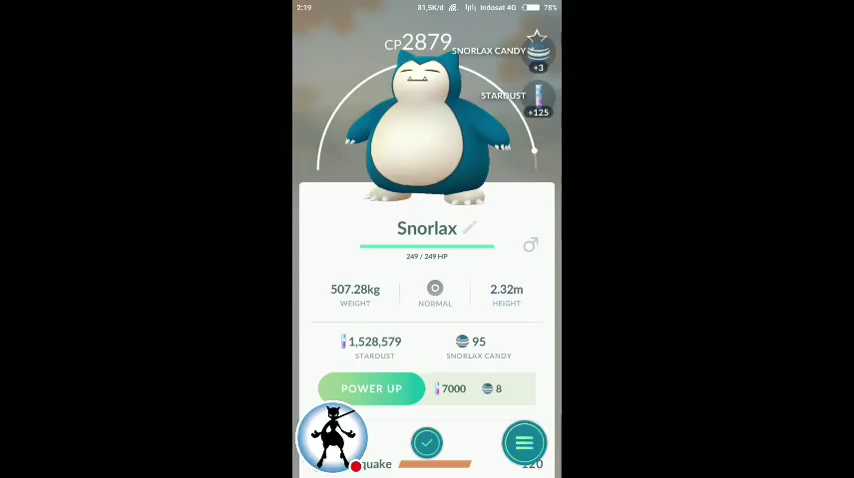 2:19 81,5K/d Indosat 4G 78%
CP2879
SNORLAX CANDY
+3
STARDUST
+125
Snorlax
249 / 249 HP
507.28kg 2.32m
WEIGHT NORMAL HEIGHT
1,528,579 95
STARDUST SNORLAX CANDY
POWER UP 7000 8
quake 120